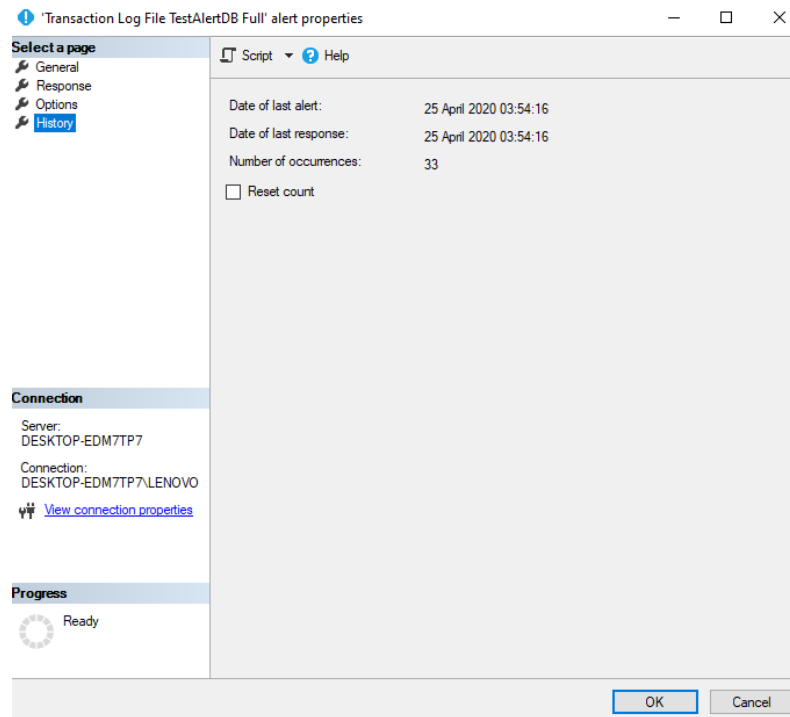 'Transaction Log File TestAlertDB Full' alert properties
Select a page
General
Response
Options
History
Script Help
Date of last alert: 25 April 2020 03:54:16
Date of last response: 25 April 2020 03:54:16
Number of occurrences: 33
Reset count
Connection
Server:
DESKTOP-EDM7TP7
Connection:
DESKTOP-EDM7TP7\LENOVO
View connection properties
Progress
Ready
OK Cancel